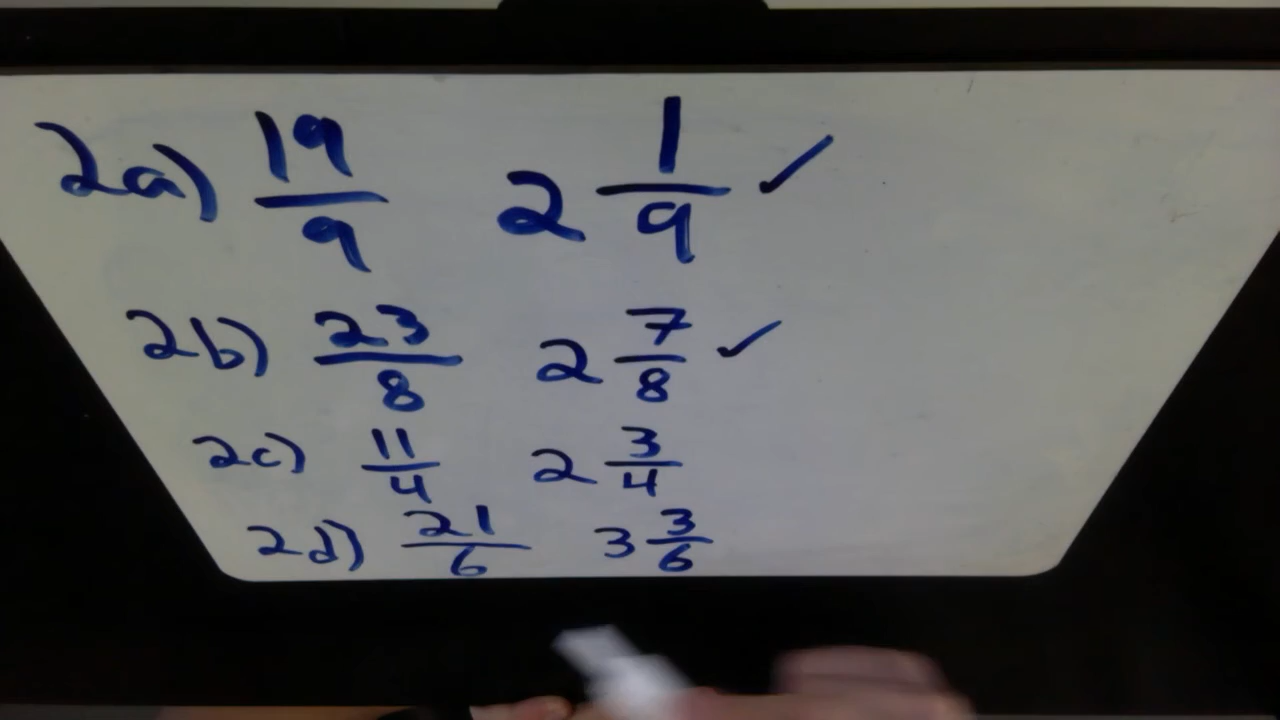 2a) 19/9 2 1/9 ✓
2b) 23/8 2 7/8 ✓
2c) 11/4 2 3/4
2d) 21/6 3 3/6